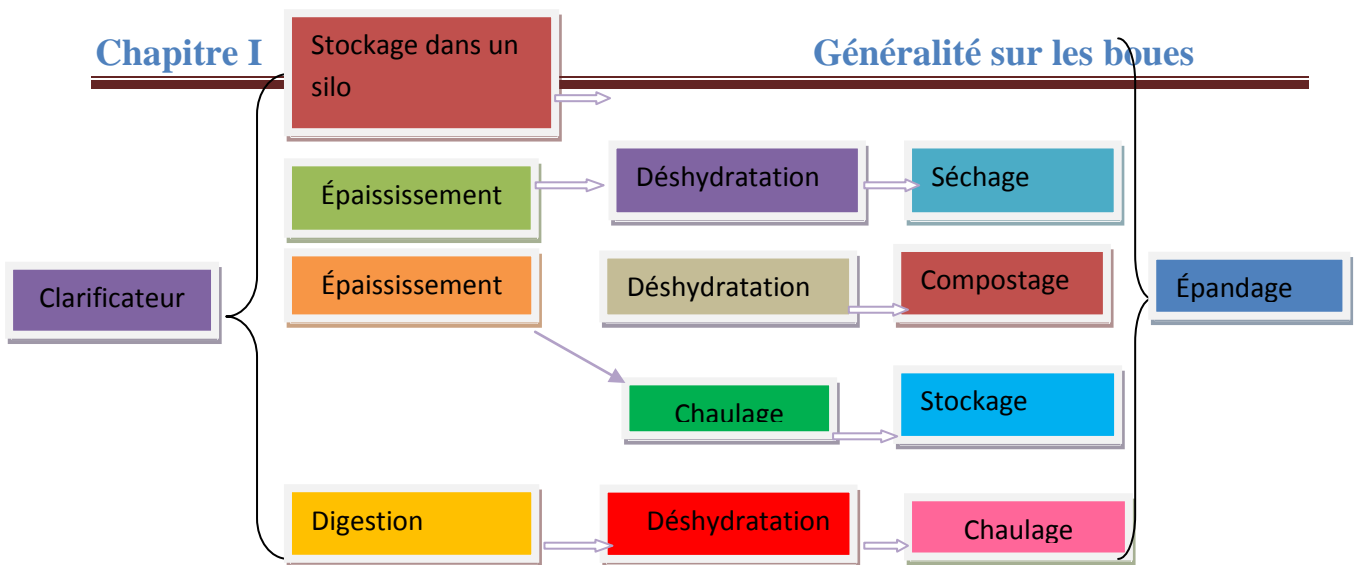 Chapitre I
Généralité sur les boues
Stockage dans un
silo
Épaississement
Déshydratation
Séchage
Clarificateur
Épaississement
Déshydratation
Compostage
Épandage
Chaulage
Stockage
Digestion
Déshydratation
Chaulage